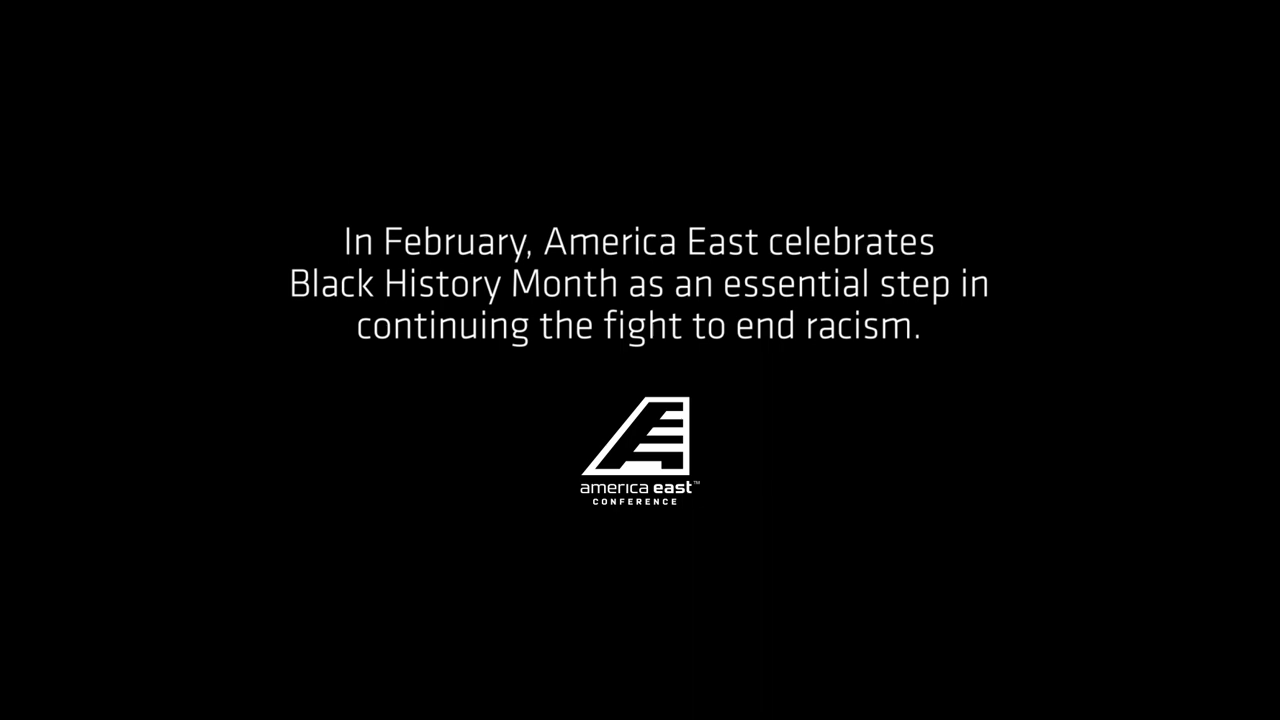 In February, America East celebrates
Black History Month as an essential step in
continuing the fight to end racism.
america east™
CONFERENCE